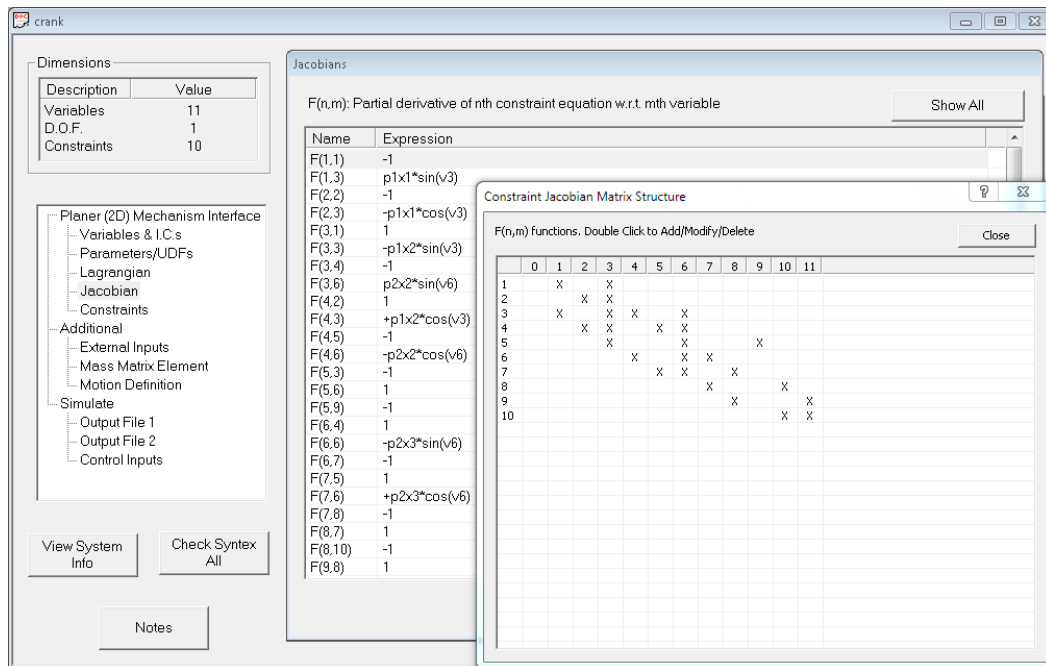 crank
Dimensions
Description Value
Variables 11
D.O.F. 1
Constraints 10
Planer (2D) Mechanism Interface
Variables & I.C.s
Parameters/UDFs
Lagrangian
Jacobian
Constraints
Additional
External Inputs
Mass Matrix Element
Motion Definition
Simulate
Output File 1
Output File 2
Control Inputs
View System
Info
Check Syntex
All
Notes
Jacobians
F(n,m): Partial derivative of nth constraint equation w.r.t. mth variable
Show All
Name Expression
F(1,1) -1
F(1,3) p1x1*sin(v3)
F(2,2) -1
F(2,3) -p1x1*cos(v3)
F(3,1) 1
F(3,3) -p1x2*sin(v3)
F(3,4) -1
F(3,6) p2x2*sin(v6)
F(4,2) 1
F(4,3) +p1x2*cos(v3)
F(4,5) -1
F(4,6) -p2x2*cos(v6)
F(5,3) -1
F(5,6) 1
F(5,9) -1
F(6,4) 1
F(6,6) -p2x3*sin(v6)
F(6,7) -1
F(7,5) 1
F(7,6) +p2x3*cos(v6)
F(7,8) -1
F(8,7) 1
F(8,10) -1
F(9,8) 1
Constraint Jacobian Matrix Structure
?
F(n,m) functions. Double Click to Add/Modify/Delete
Close
0 1 2 3 4 5 6 7 8 9 10 11
1 X X
2 X X
3 X X X X
4 X X X X
5 X X X
6 X X X
7 X X X
8 X X
9 X X
10 X X